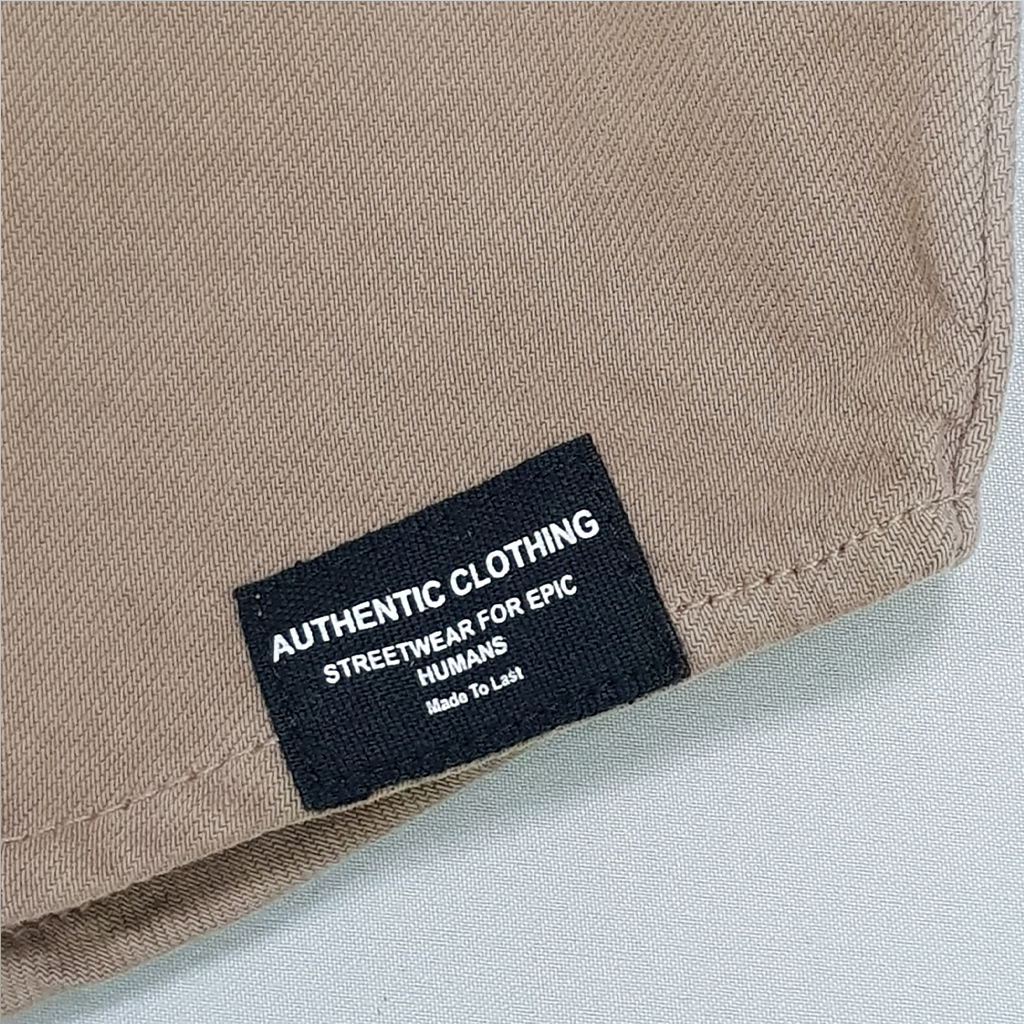 AUTHENTIC CLOTHING
STREETWEAR FOR EPIC
HUMANS
Made To Last